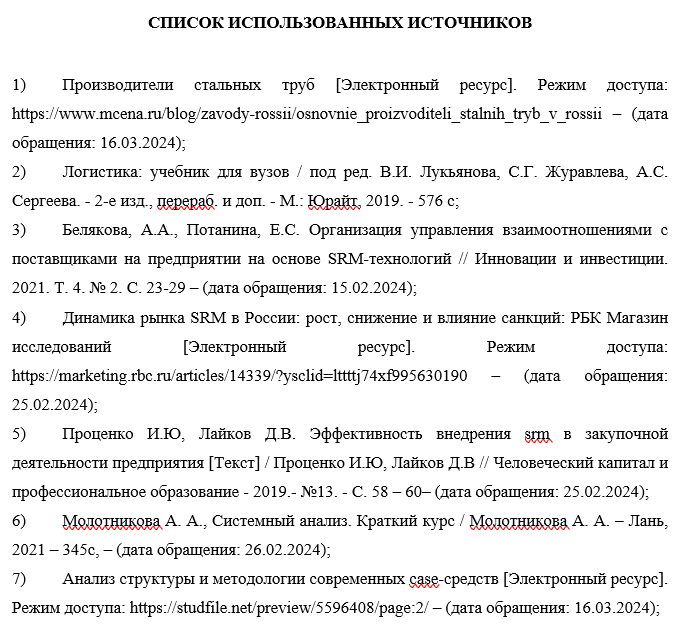 СПИСОК ИСПОЛЬЗОВАННЫХ ИСТОЧНИКОВ
1) Производители стальных труб [Электронный ресурс]. Режим доступа:
https://www.mcena.ru/blog/zavody-rossii/osnovnie_proizvoditeli_stalnih_tryb_v_rossii – (дата
обращения: 16.03.2024);
2) Логистика: учебник для вузов / под ред. В.И. Лукьянова, С.Г. Журавлева, А.С.
Сергеева. - 2-е изд., перераб. и доп. - М.: Юрайт, 2019. - 576 с;
3) Белякова, А.А., Потанина, Е.С. Организация управления взаимоотношениями с
поставщиками на предприятии на основе SRM-технологий // Инновации и инвестиции.
2021. Т. 4. № 2. С. 23-29 – (дата обращения: 15.02.2024);
4) Динамика рынка SRM в России: рост, снижение и влияние санкций: РБК Магазин
исследований [Электронный ресурс]. Режим доступа:
https://marketing.rbc.ru/articles/14339/?ysclid=lttttj74xf995630190 – (дата обращения:
25.02.2024);
5) Проценко И.Ю, Лайков Д.В. Эффективность внедрения srm в закупочной
деятельности предприятия [Текст] / Проценко И.Ю, Лайков Д.В // Человеческий капитал и
профессиональное образование - 2019.- №13. - С. 58 – 60– (дата обращения: 25.02.2024);
6) Молотникова А. А., Системный анализ. Краткий курс / Молотникова А. А. – Лань,
2021 – 345с, – (дата обращения: 26.02.2024);
7) Анализ структуры и методологии современных case-средств [Электронный ресурс].
Режим доступа: https://studfile.net/preview/5596408/page:2/ – (дата обращения: 16.03.2024);